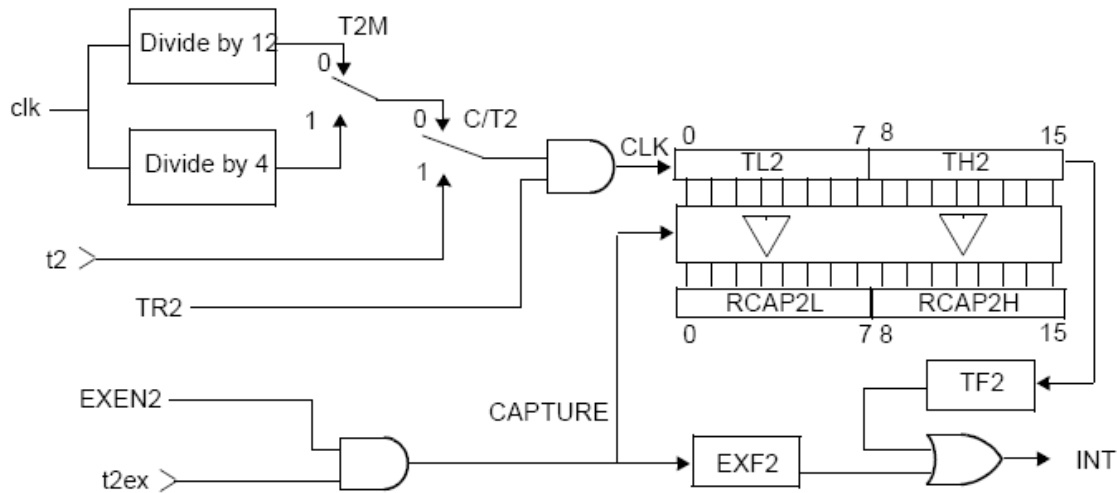 T2M
Divide by 12
0
clk
1
0
C/T2
Divide by 4
1
CLK
0
7
8
15
TL2
TH2
t2
TR2
RCAP2L
RCAP2H
0
7
8
15
EXEN2
CAPTURE
TF2
t2ex
EXF2
INT